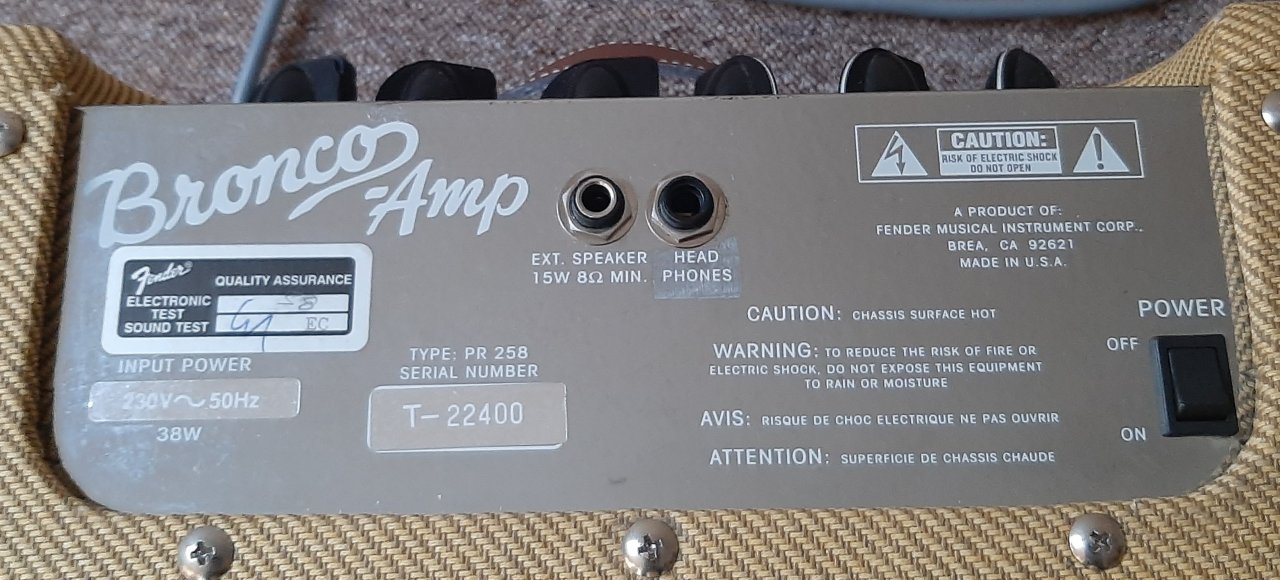 Bronco
-Amp
CAUTION:
RISK OF ELECTRIC SHOCK
DO NOT OPEN
A PRODUCT OF:
FENDER MUSICAL INSTRUMENT CORP.
BREA, CA 92621
MADE IN U.S.A.
EXT. SPEAKER
15W 8Ω MIN.
HEAD
PHONES
Fender
QUALITY ASSURANCE
ELECTRONIC
TEST
SOUND TEST
EC
INPUT POWER
230V~50Hz
38W
TYPE: PR 258
SERIAL NUMBER
T-22400
CAUTION: CHASSIS SURFACE HOT
WARNING: TO REDUCE THE RISK OF FIRE OR
ELECTRIC SHOCK, DO NOT EXPOSE THIS EQUIPMENT
TO RAIN OR MOISTURE
AVIS: RISQUE DE CHOC ELECTRIQUE NE PAS OUVRIR
ATTENTION: SUPERFICIE DE CHASSIS CHAUDE
POWER
OFF
ON